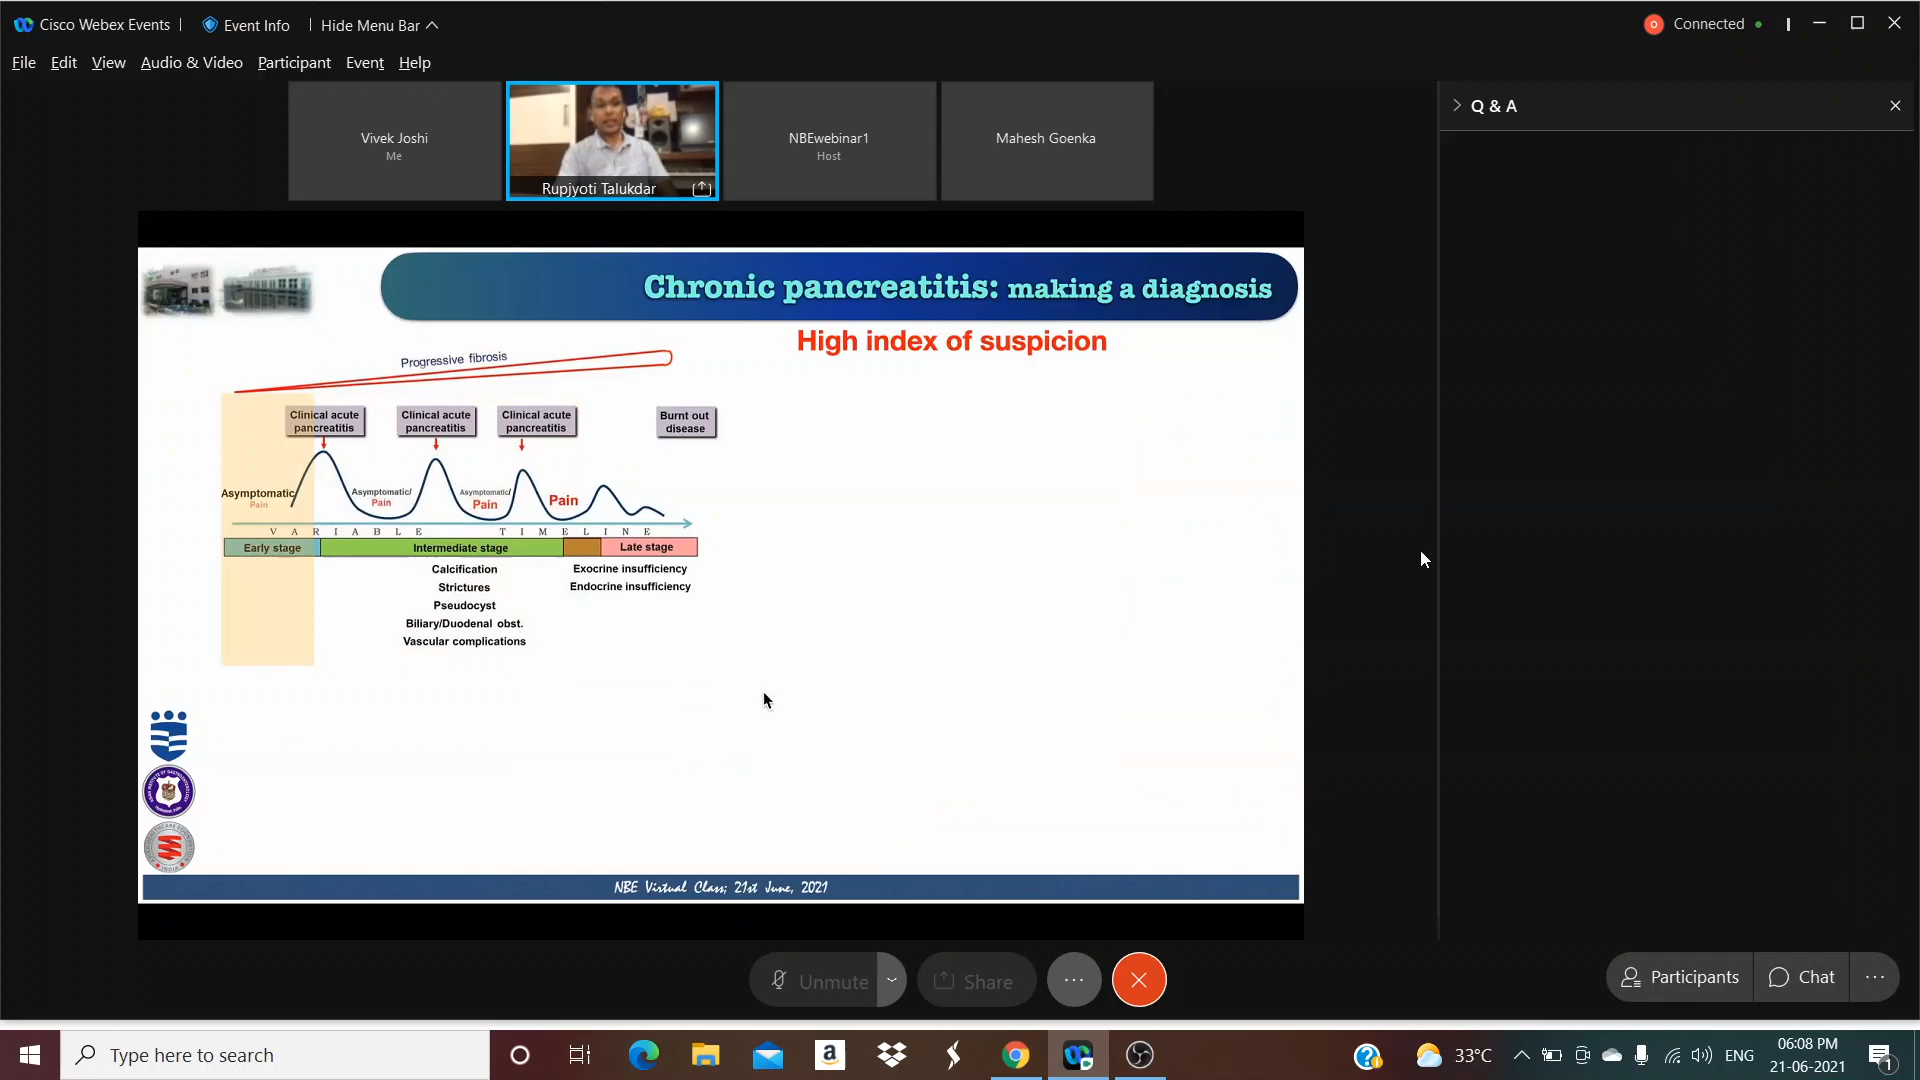 Cisco Webex Events
Event Info
Hide Menu Bar
Connected
File Edit View Audio & Video Participant Event Help
Vivek Joshi
Me
Rupjyoti Talukdar
NBEwebinar1
Host
Mahesh Goenka
Q & A
Chronic pancreatitis: making a diagnosis
High index of suspicion
Progressive fibrosis
Clinical acute
pancreatitis
Clinical acute
pancreatitis
Clinical acute
pancreatitis
Burnt out
disease
Asymptomatic
Pain
Asymptomatic/
Pain
Asymptomatic/
Pain
Pain
VARIABLE TIMELINE
Early stage
Intermediate stage
Late stage
Calcification
Strictures
Pseudocyst
Biliary/Duodenal obst.
Vascular complications
Exocrine insufficiency
Endocrine insufficiency
NBE Virtual Class; 21st June, 2021
Unmute
Share
Participants
Chat
Type here to search
33°C
ENG
06:08 PM
21-06-2021
1